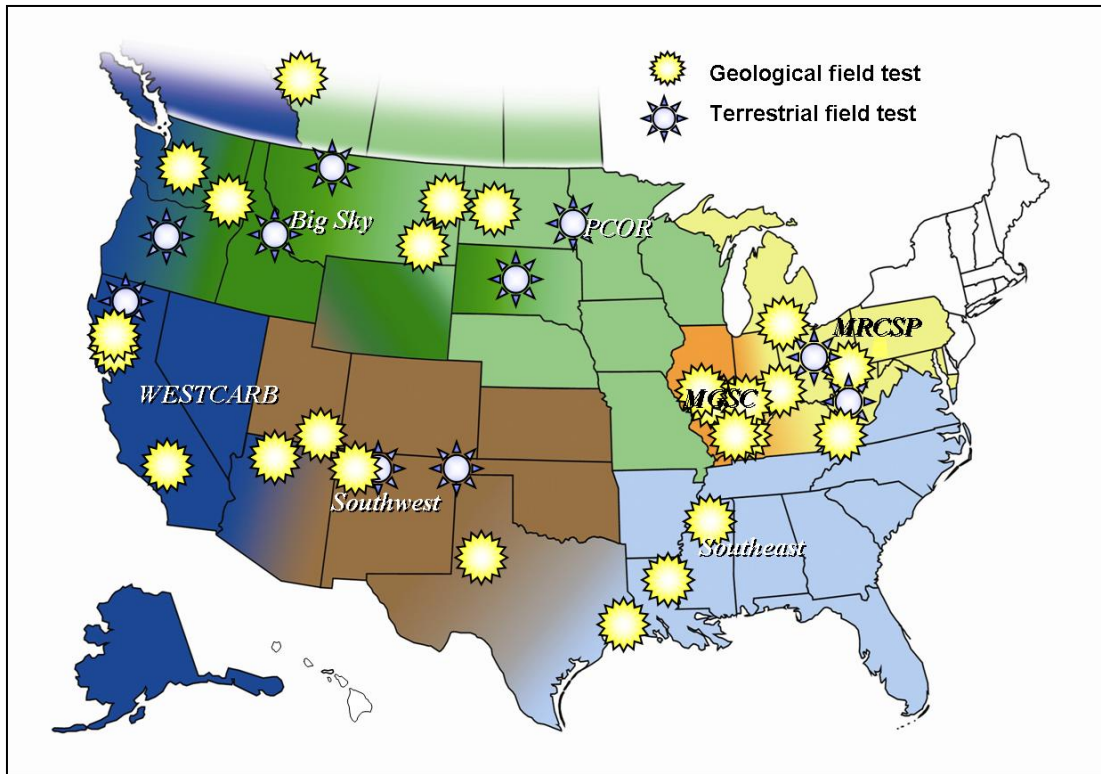 Geological field test
Terrestrial field test
Big Sky
PCOR
MRCSP
WESTCARB
MGSC
Southwest
Southeast